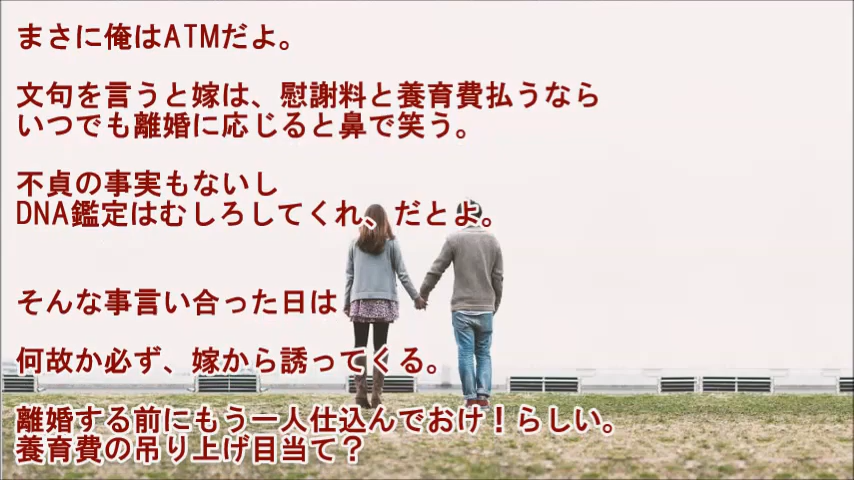 まさに俺はATMだよ。
文句を言うと嫁は、慰謝料と養育費払うなら
いつでも離婚に応じると鼻で笑う。
不貞の事実もないし
DNA鑑定はむしろしてくれ、だとよ。
そんな事言い合った日は
何故か必ず、嫁から誘ってくる。
離婚する前にもう一人仕込んでおけ！らしい。
養育費の吊り上げ目当て？